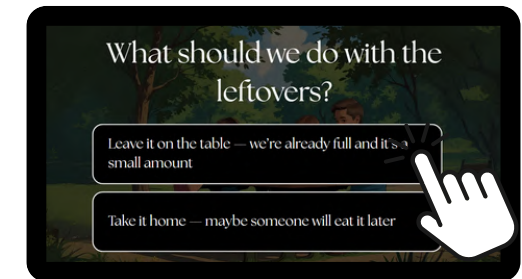 What should we do with the
leftovers?
Leave it on the table — we're already full and it's a
small amount
Take it home — maybe someone will eat it later